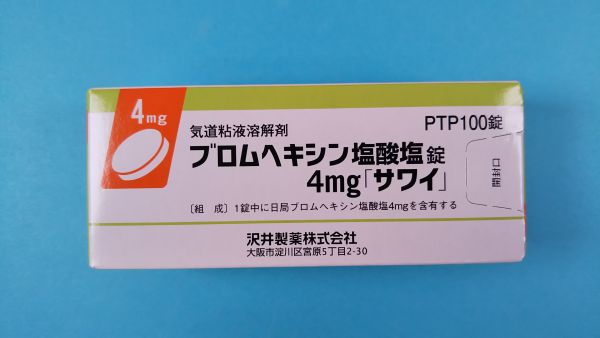 4mg
気道粘液溶解剤
PTP100錠
ブロムヘキシン塩酸塩錠
4mg「サワイ」
〔組 成〕1錠中に日局ブロムヘキシン塩酸塩4mgを含有する
開封口
沢井製薬株式会社
大阪市淀川区宮原5丁目2-30